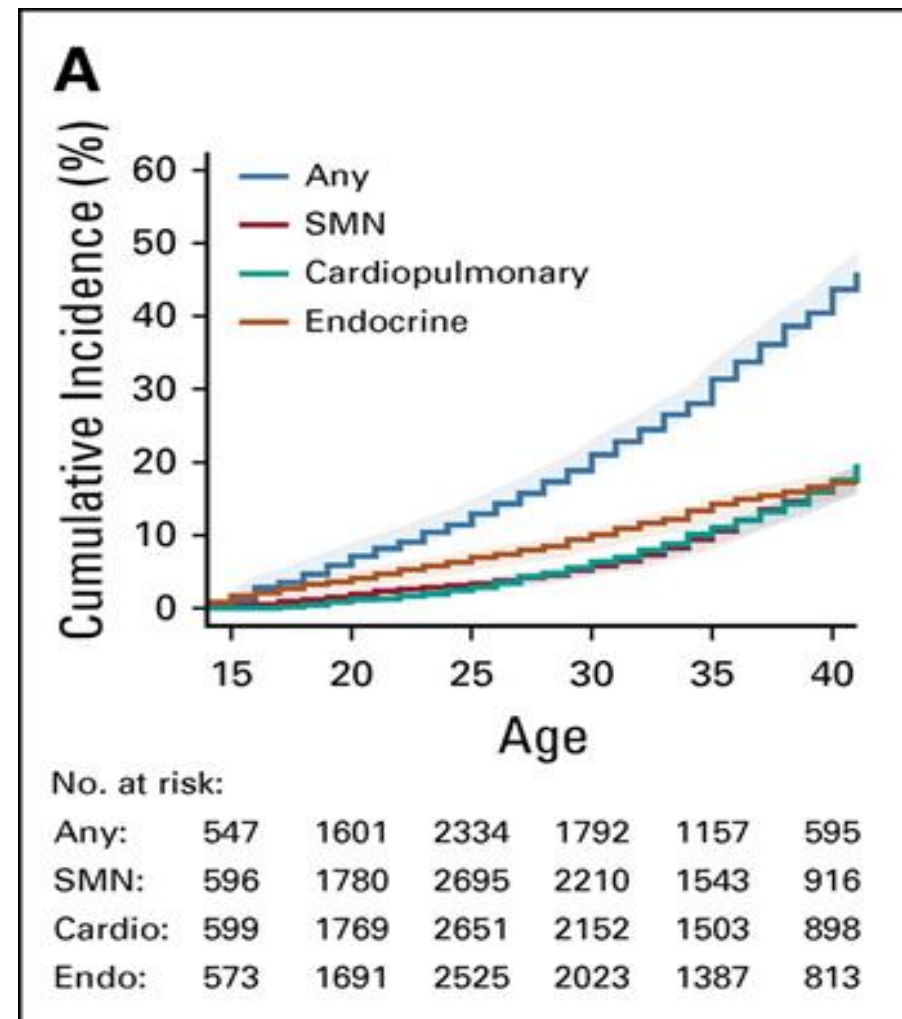 A
Cumulative Incidence (%)
60
50
40
30
20
10
0
Any
SMN
Cardiopulmonary
Endocrine
15 20 25 30 35 40
Age
No. at risk:
Any: 547 1601 2334 1792 1157 595
SMN: 596 1780 2695 2210 1543 916
Cardio: 599 1769 2651 2152 1503 898
Endo: 573 1691 2525 2023 1387 813